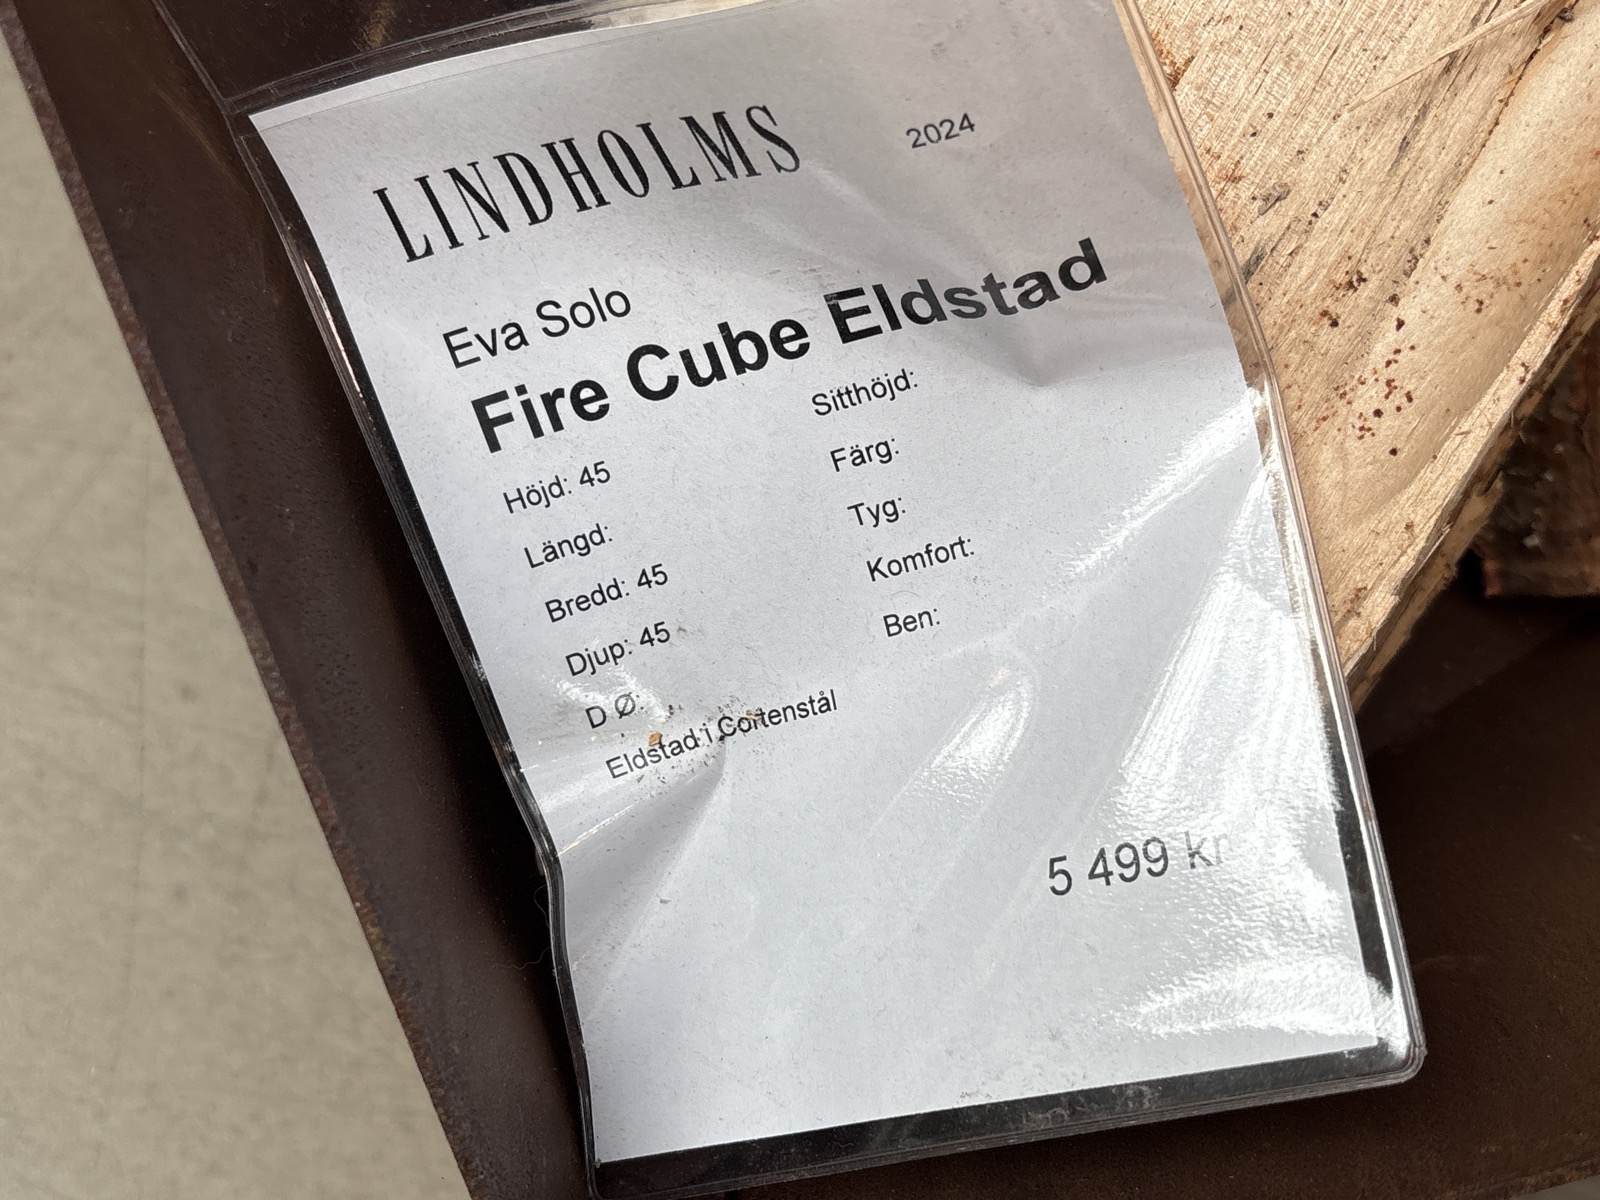 LINDHOLMS
2024
Eva Solo
Fire Cube Eldstad
Höjd: 45
Längd:
Bredd: 45
Djup: 45
D Ø:
Sitthöjd:
Färg:
Tyg:
Komfort:
Ben:
Eldstad i Cortenstål
5 499 kr